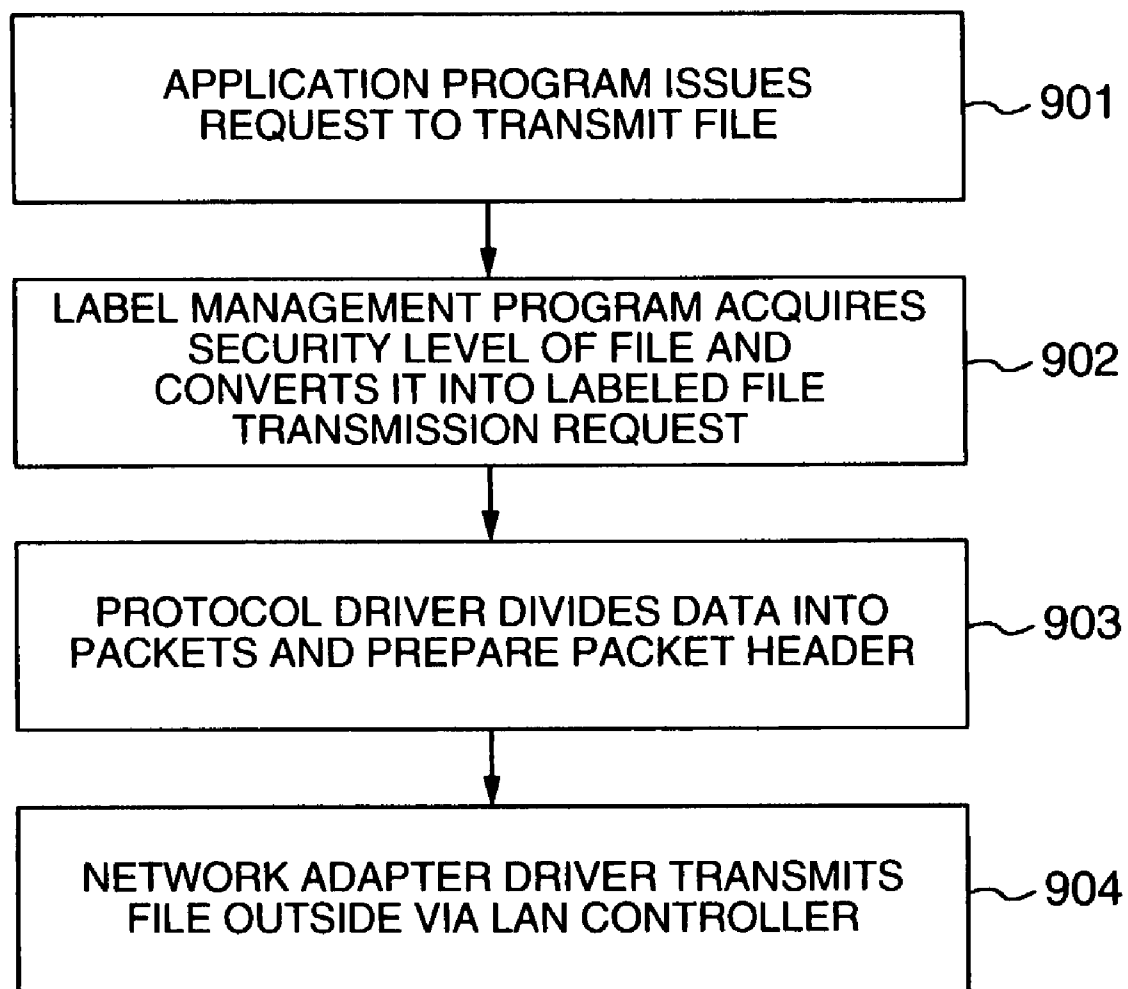 APPLICATION PROGRAM ISSUES
REQUEST TO TRANSMIT FILE
901
LABEL MANAGEMENT PROGRAM ACQUIRES
SECURITY LEVEL OF FILE AND
CONVERTS IT INTO LABELED FILE
TRANSMISSION REQUEST
902
PROTOCOL DRIVER DIVIDES DATA INTO
PACKETS AND PREPARE PACKET HEADER
903
NETWORK ADAPTER DRIVER TRANSMITS
FILE OUTSIDE VIA LAN CONTROLLER
904